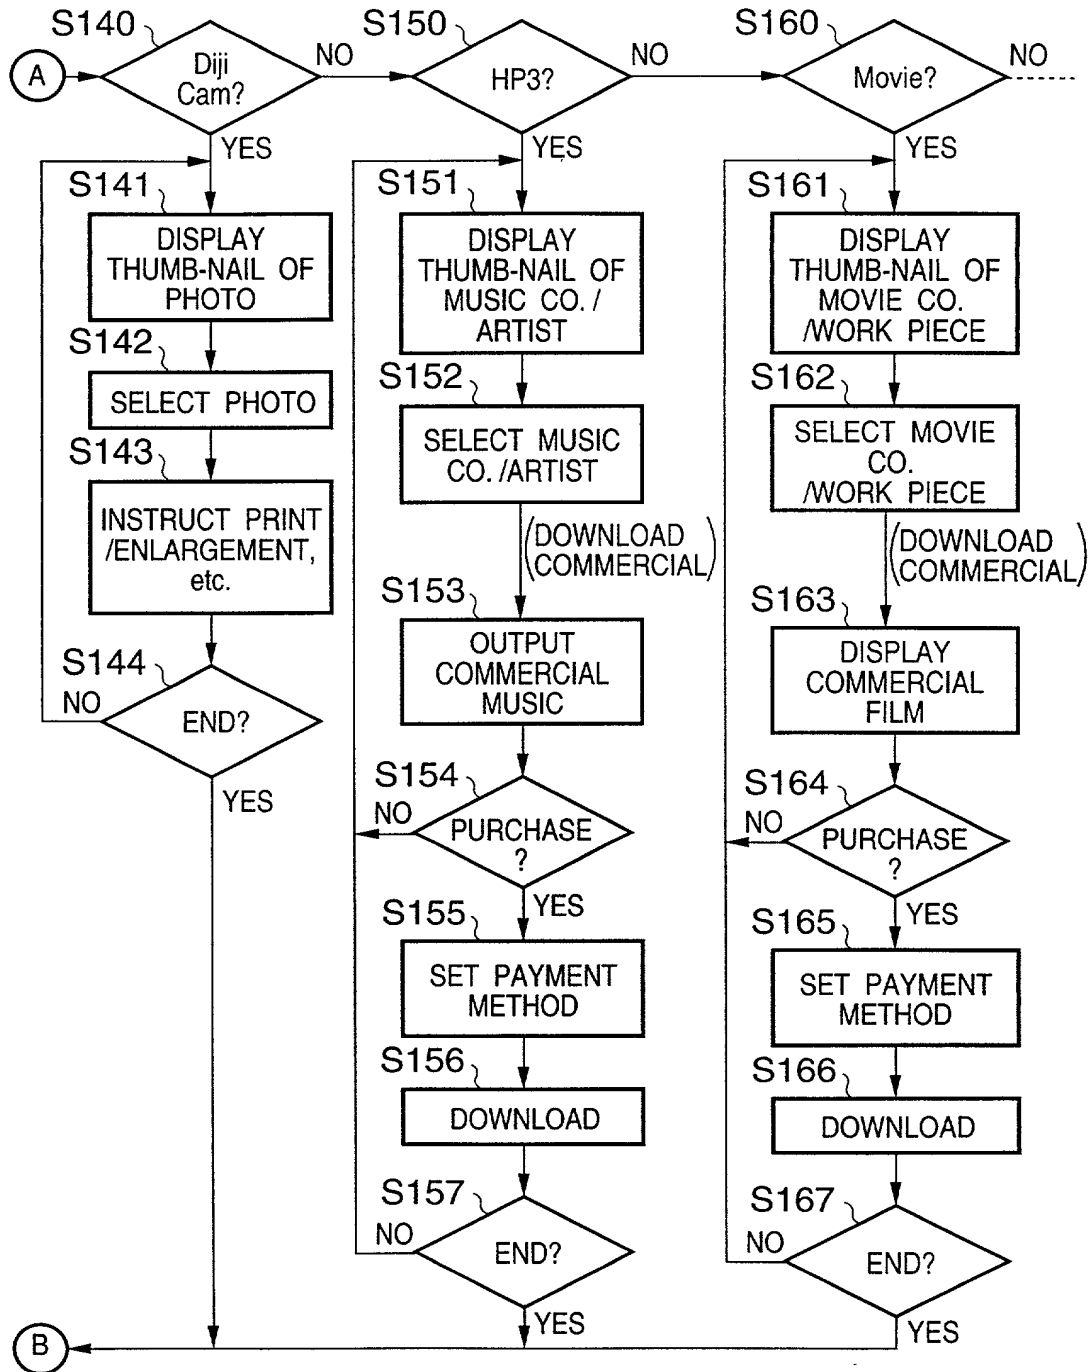 A
S140
Diji
Cam?
NO
YES
S150
HP3?
NO
YES
S160
Movie?
NO
YES
S141
DISPLAY
THUMB-NAIL OF
PHOTO
S142
SELECT PHOTO
S143
INSTRUCT PRINT
/ENLARGEMENT,
etc.
S144
NO
END?
YES
S151
DISPLAY
THUMB-NAIL OF
MUSIC CO. /
ARTIST
S152
SELECT MUSIC
CO. /ARTIST
(DOWNLOAD
COMMERCIAL)
S153
OUTPUT
COMMERCIAL
MUSIC
S154
NO
PURCHASE
?
YES
S155
SET PAYMENT
METHOD
S156
DOWNLOAD
S157
NO
END?
YES
S161
DISPLAY
THUMB-NAIL OF
MOVIE CO.
/WORK PIECE
S162
SELECT MOVIE
CO.
/WORK PIECE
(DOWNLOAD
COMMERCIAL)
S163
DISPLAY
COMMERCIAL
FILM
S164
NO
PURCHASE
?
YES
S165
SET PAYMENT
METHOD
S166
DOWNLOAD
S167
NO
END?
YES
B